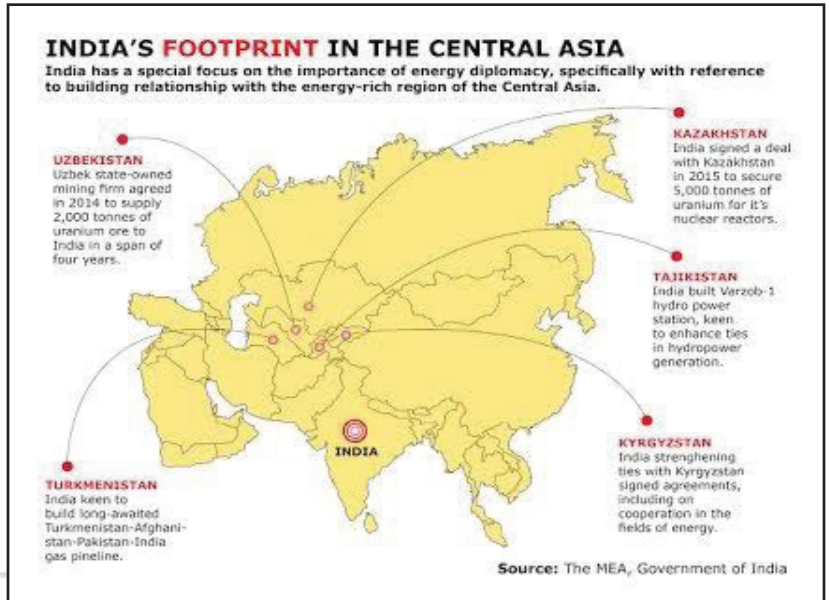 INDIA'S FOOTPRINT IN THE CENTRAL ASIA
India has a special focus on the importance of energy diplomacy, specifically with reference
to building relationship with the energy-rich region of the Central Asia.
UZBEKISTAN
Uzbek state-owned
mining firm agreed
in 2014 to supply
2,000 tonnes of
uranium ore to
India in a span of
four years.
KAZAKHSTAN
India signed a deal
with Kazakhstan
in 2015 to secure
5,000 tonnes of
uranium for it's
nuclear reactors.
TAJIKISTAN
India built Varzob-1
hydro power
station, keen
to enhance ties
in hydropower
generation.
INDIA
KYRGYZSTAN
India strenghening
ties with Kyrgyzstan
signed agreements,
including on
cooperation in the
fields of energy.
TURKMENISTAN
India keen to
build long-awaited
Turkmenistan-Afghani-
stan-Pakistan-India
gas pineline.
Source: The MEA, Government of India